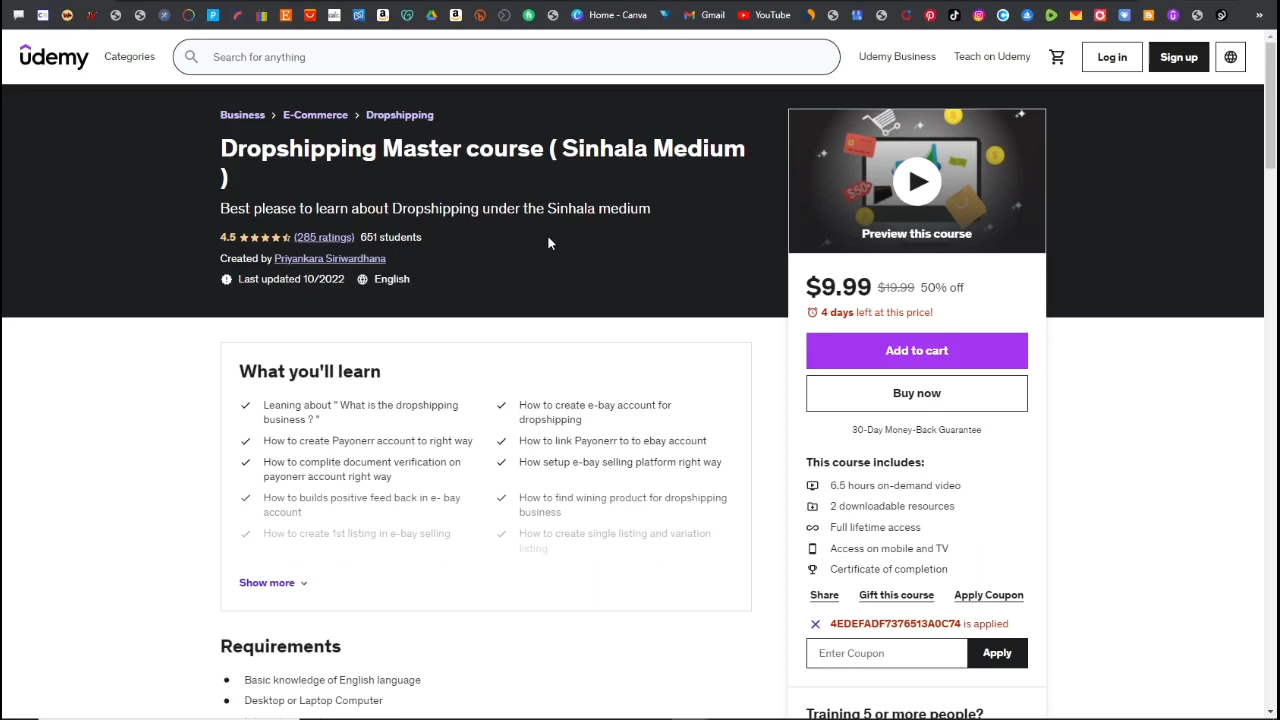 Home - Canva
Gmail
YouTube
»
ûdemy
Categories
Search for anything
Udemy Business
Teach on Udemy
Log in
Sign up
Business > E-Commerce > Dropshipping
Dropshipping Master course ( Sinhala Medium
)
Best please to learn about Dropshipping under the Sinhala medium
4.5 (285 ratings) 651 students
Created by Priyankara Siriwardhana
Last updated 10/2022 English
Preview this course
$9.99 $19.99 50% off
4 days left at this price!
Add to cart
Buy now
30-Day Money-Back Guarantee
This course includes:
6.5 hours on-demand video
2 downloadable resources
Full lifetime access
Access on mobile and TV
Certificate of completion
Share Gift this course Apply Coupon
4EDEFADF7376513A0C74 is applied
Enter Coupon
Apply
Training 5 or more people?
What you'll learn
Leaning about " What is the dropshipping
business ? "
How to create Payonerr account to right way
How to complite document verification on
payonerr account right way
How to builds positive feed back in e- bay
account
How to create 1st listing in e-bay selling
How to create e-bay account for
dropshipping
How to link Payonerr to to ebay account
How setup e-bay selling platform right way
How to find wining product for dropshipping
business
How to create single listing and variation
listing
Show more
Requirements
Basic knowledge of English language
Desktop or Laptop Computer